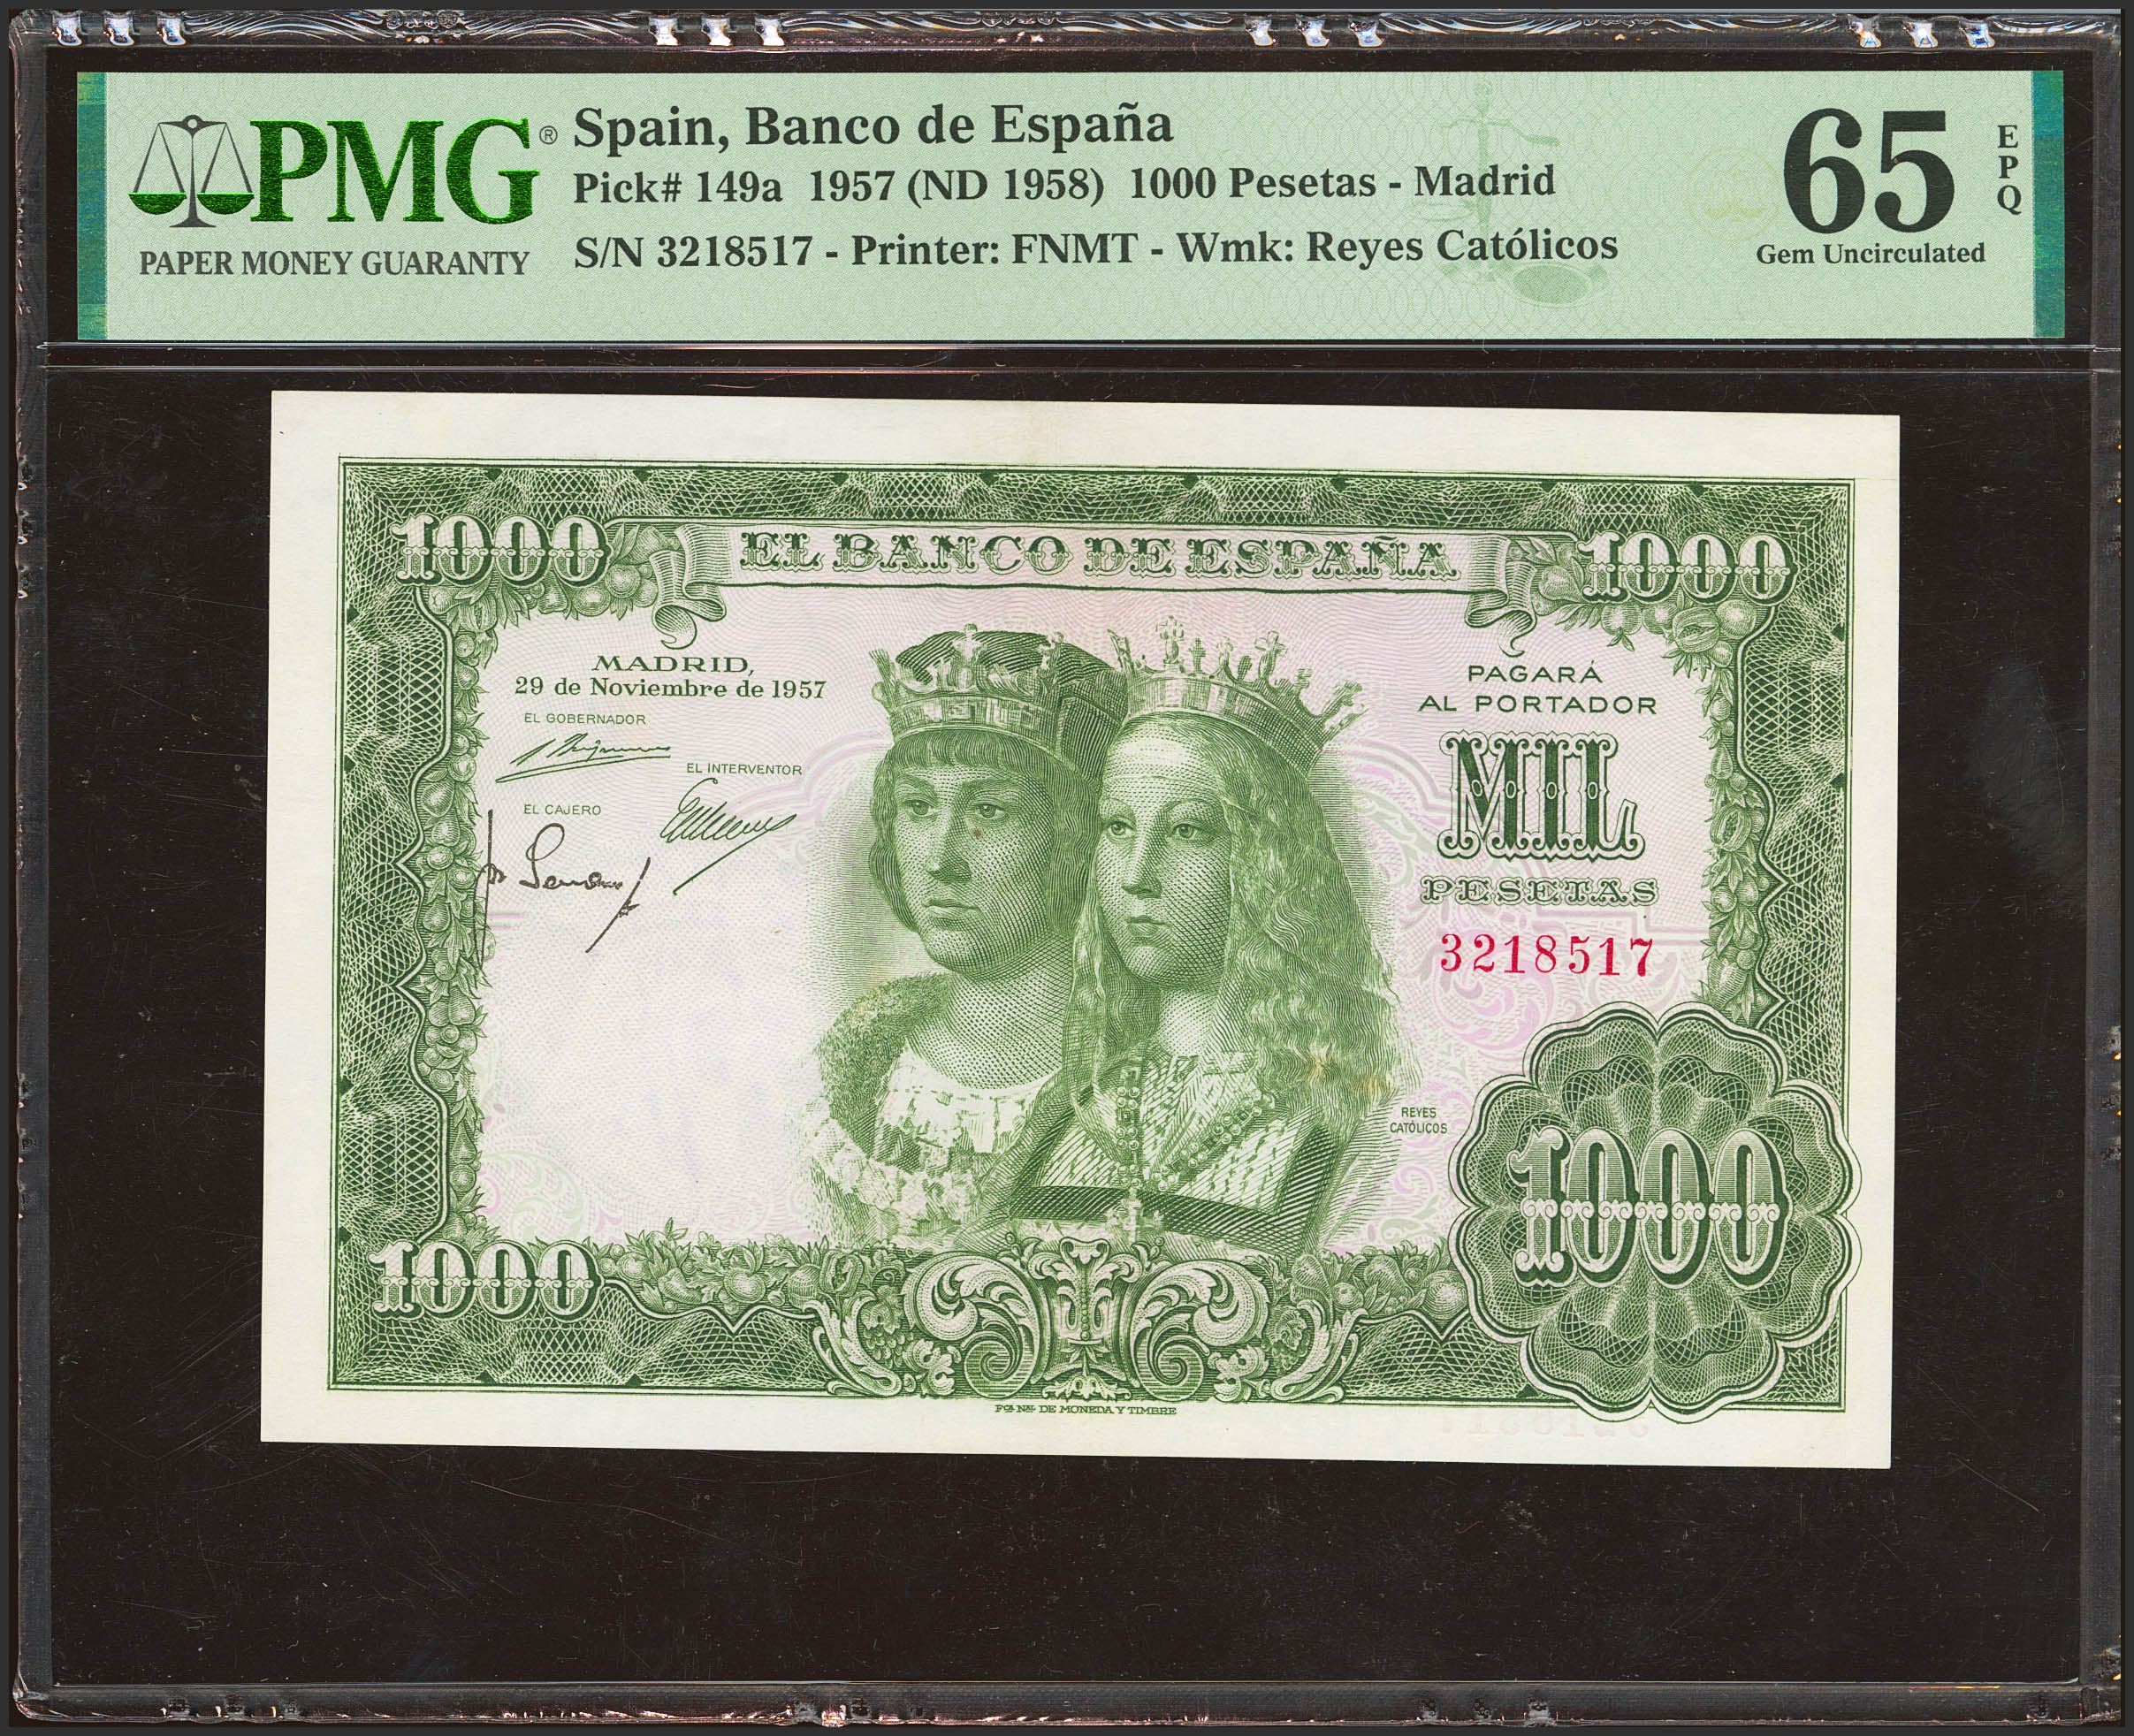 PMG®
PAPER MONEY GUARANTY
Spain, Banco de España
Pick# 149a 1957 (ND 1958) 1000 Pesetas - Madrid
S/N 3218517 - Printer: FNMT - Wmk: Reyes Católicos
65
EPQ
Gem Uncirculated
1000
EL BANCO DE ESPAÑA
1000
MADRID,
29 de Noviembre de 1957
EL GOBERNADOR
EL INTERVENTOR
EL CAJERO
PAGARÁ
AL PORTADOR
MIL
PESETAS
3218517
REYES
CATÓLICOS
1000
1000
Fca. Nal. DE MONEDA Y TIMBRE